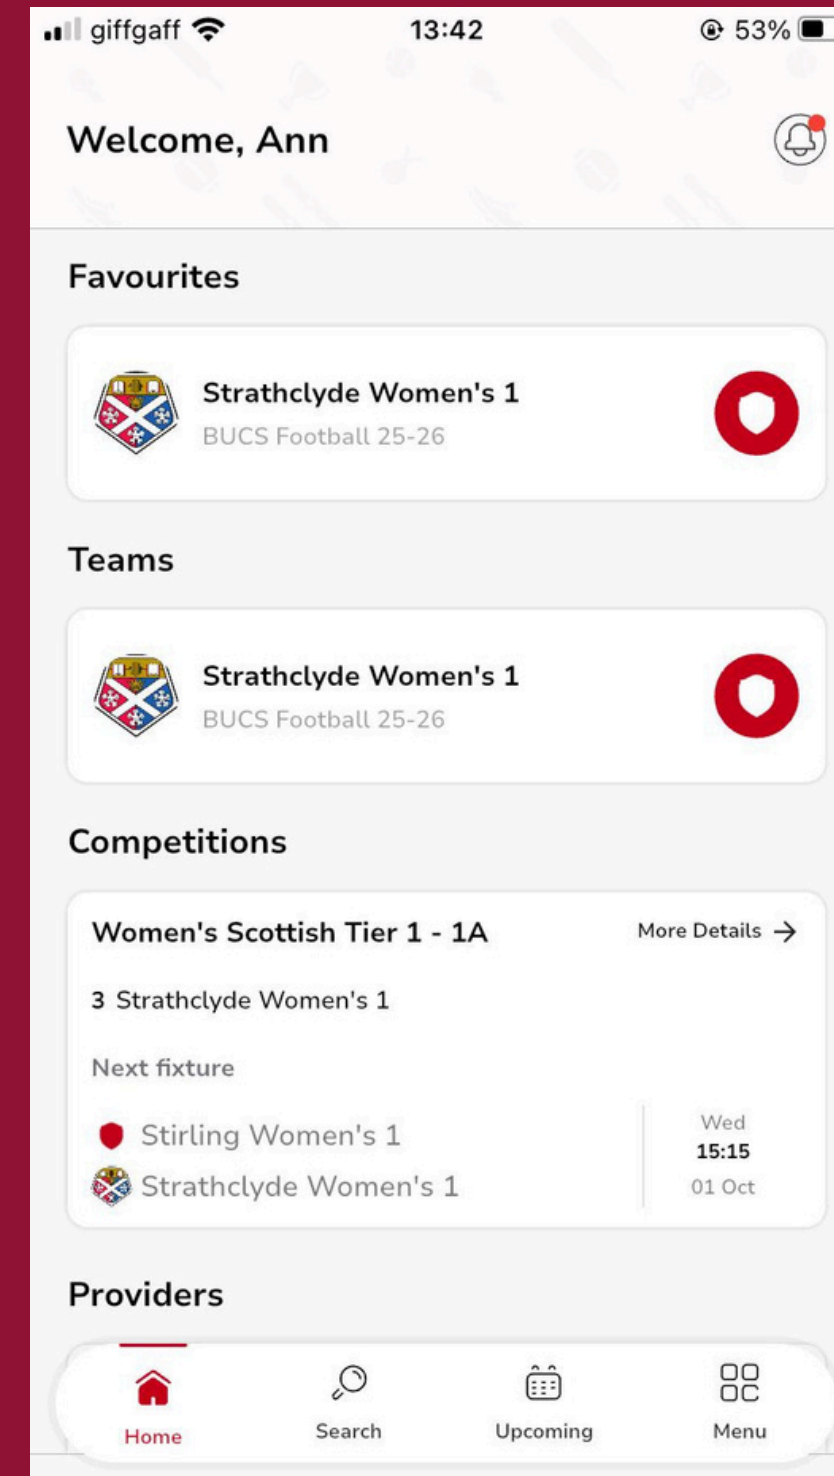 giffgaff 13:42 53%
Welcome, Ann
Favourites
Strathclyde Women's 1
BUCS Football 25-26
Teams
Strathclyde Women's 1
BUCS Football 25-26
Competitions
Women's Scottish Tier 1 - 1A More Details →
3 Strathclyde Women's 1
Next fixture
Stirling Women's 1
Strathclyde Women's 1
Wed
15:15
01 Oct
Providers
Home Search Upcoming Menu